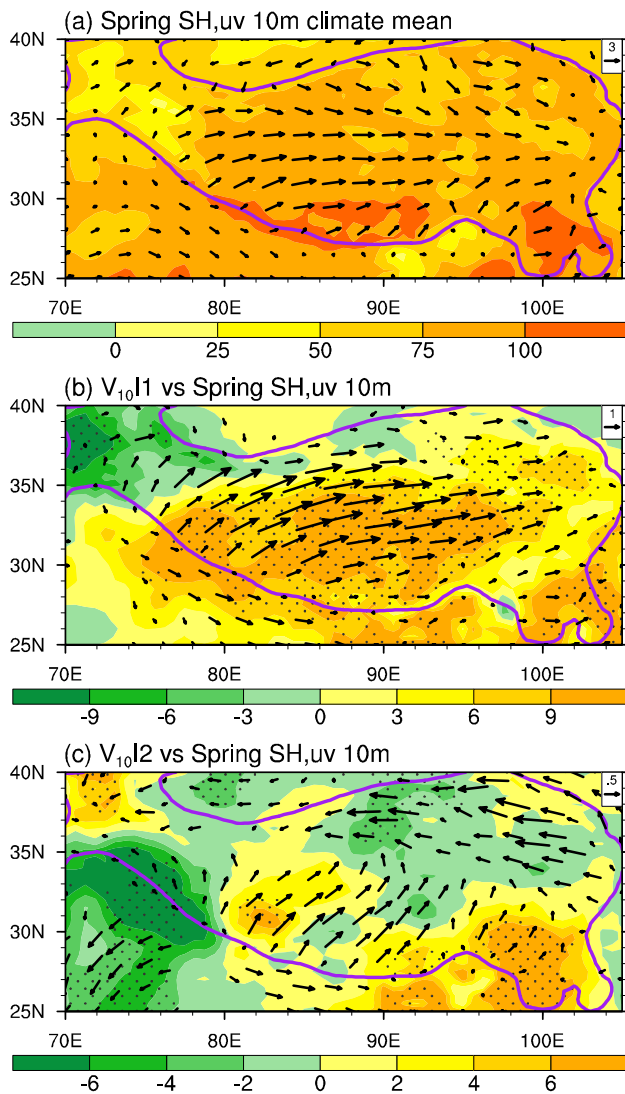 (a) Spring SH,uv 10m climate mean
40N
3
35N
30N
25N
70E 80E 90E 100E
0 25 50 75 100
(b) V₁₀I1 vs Spring SH,uv 10m
40N
1
35N
30N
25N
70E 80E 90E 100E
-9 -6 -3 0 3 6 9
(c) V₁₀I2 vs Spring SH,uv 10m
40N
.5
35N
30N
25N
70E 80E 90E 100E
-6 -4 -2 0 2 4 6